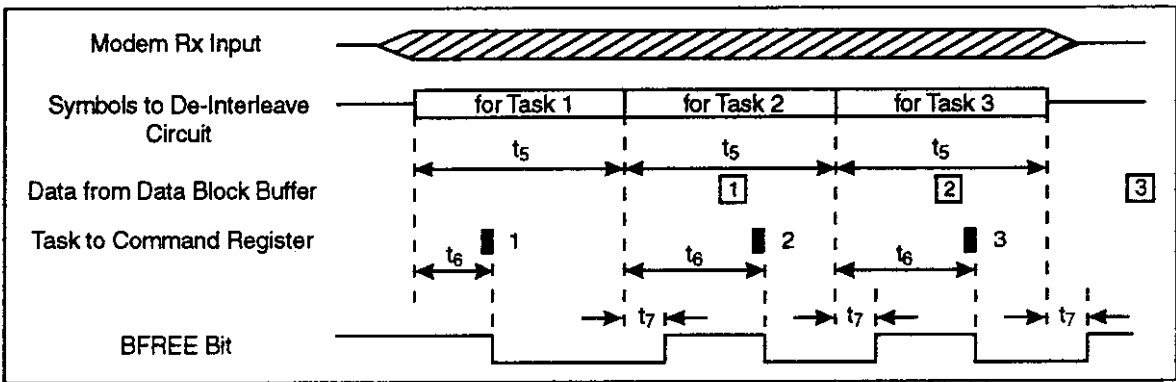 Modem Rx Input
Symbols to De-Interleave
Circuit
for Task 1 for Task 2 for Task 3
t5 t5 t5
Data from Data Block Buffer
1 2 3
Task to Command Register
1 2 3
t6 t6 t6
t7 t7 t7
BFREE Bit